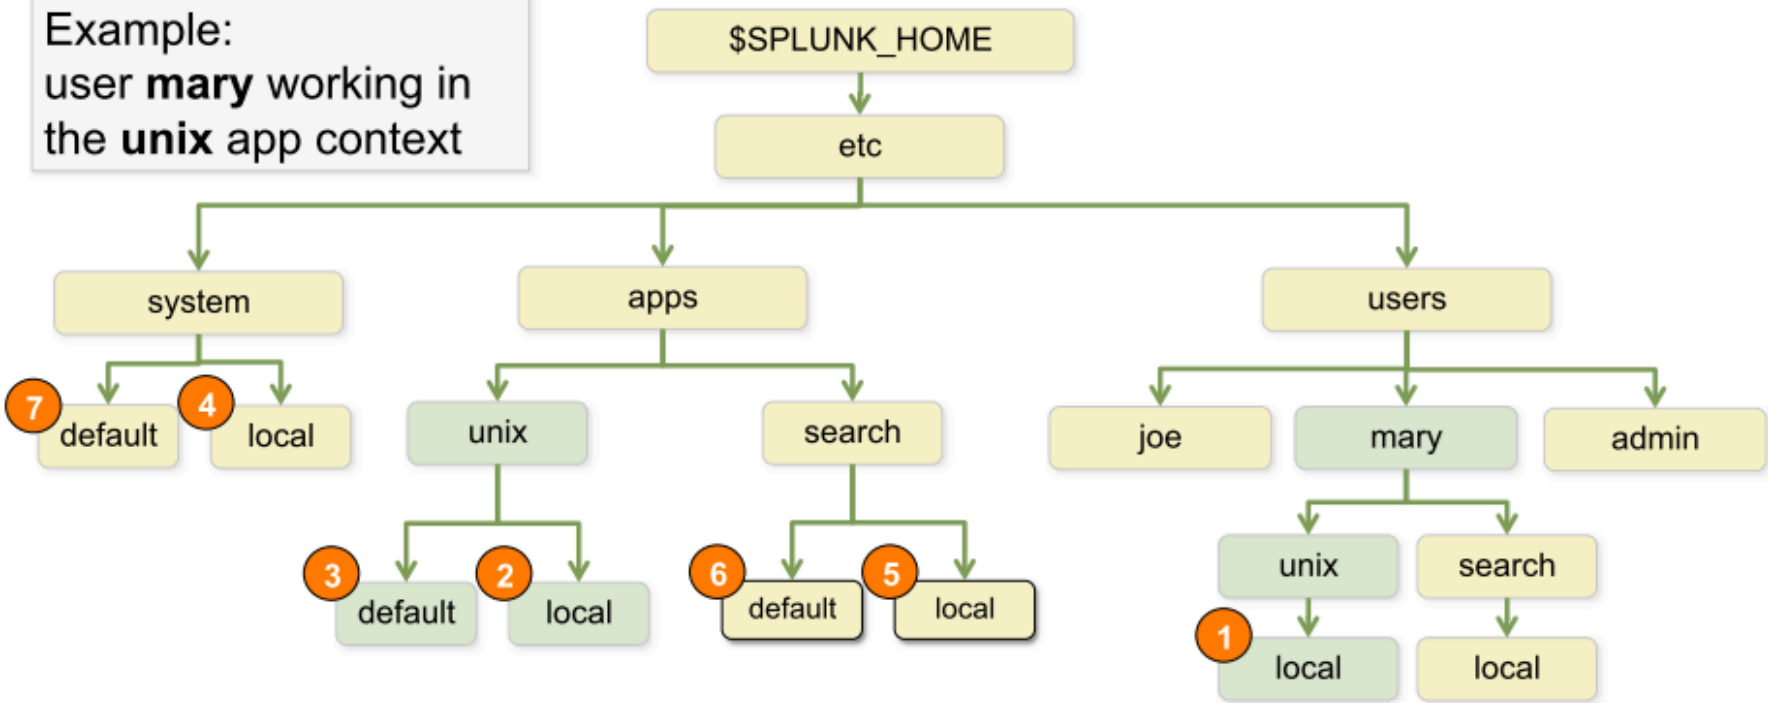 Example:
user mary working in
the unix app context
$SPLUNK_HOME
etc
system
apps
users
7
default
4
local
unix
search
joe
mary
admin
3
default
2
local
6
default
5
local
unix
search
1
local
local